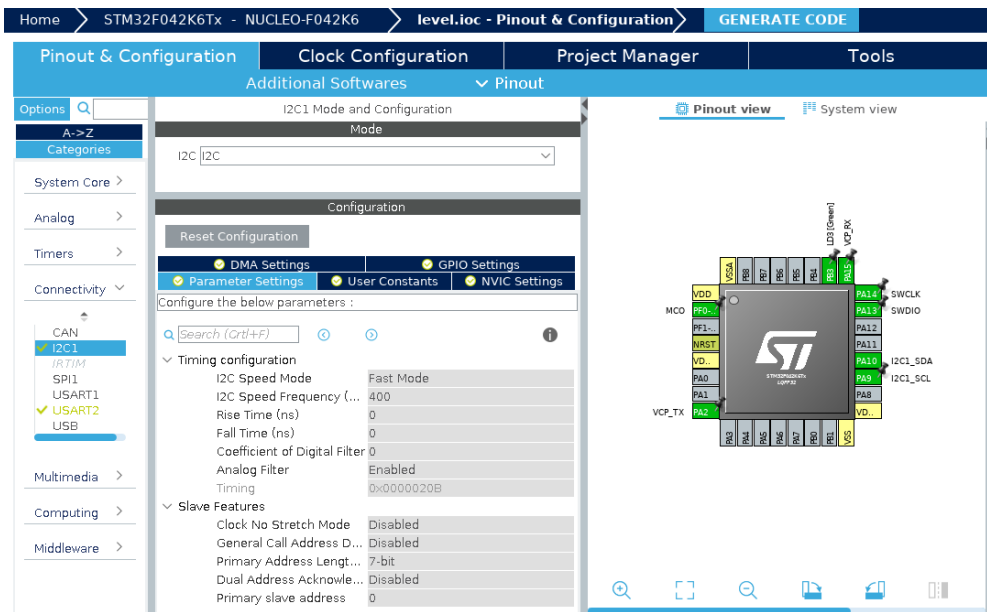 Home STM32F042K6Tx - NUCLEO-F042K6 level.ioc - Pinout & Configuration GENERATE CODE
Pinout & Configuration Clock Configuration Project Manager Tools
Additional Softwares Pinout
Options
A->Z
Categories
System Core
Analog
Timers
Connectivity
CAN
I2C1
IRTIM
SPI1
USART1
USART2
USB
Multimedia
Computing
Middleware
I2C1 Mode and Configuration
Mode
I2C I2C
Configuration
Reset Configuration
DMA Settings GPIO Settings
Parameter Settings User Constants NVIC Settings
Configure the below parameters :
Search (Crtl+F)
Timing configuration
I2C Speed Mode Fast Mode
I2C Speed Frequency (... 400
Rise Time (ns) 0
Fall Time (ns) 0
Coefficient of Digital Filter 0
Analog Filter Enabled
Timing 0x0000020B
Slave Features
Clock No Stretch Mode Disabled
General Call Address D... Disabled
Primary Address Lengt... 7-bit
Dual Address Acknowle... Disabled
Primary slave address 0
Pinout view System view
LD3 [Green]
VCP_RX
VSSA PB8 PB7 PB6 PB5 PB4 PB3 PA15
VDD PA14 SWCLK
MCO PF0-.. PA13 SWDIO
PF1-.. PA12
NRST PA11
VD.. PA10 I2C1_SDA
PA0 PA9 I2C1_SCL
PA1 PA8
VCP_TX PA2 VD..
STM32F042K6Tx
LQFP32
PA3 PA4 PA5 PA6 PA7 PB0 PB1 VSS